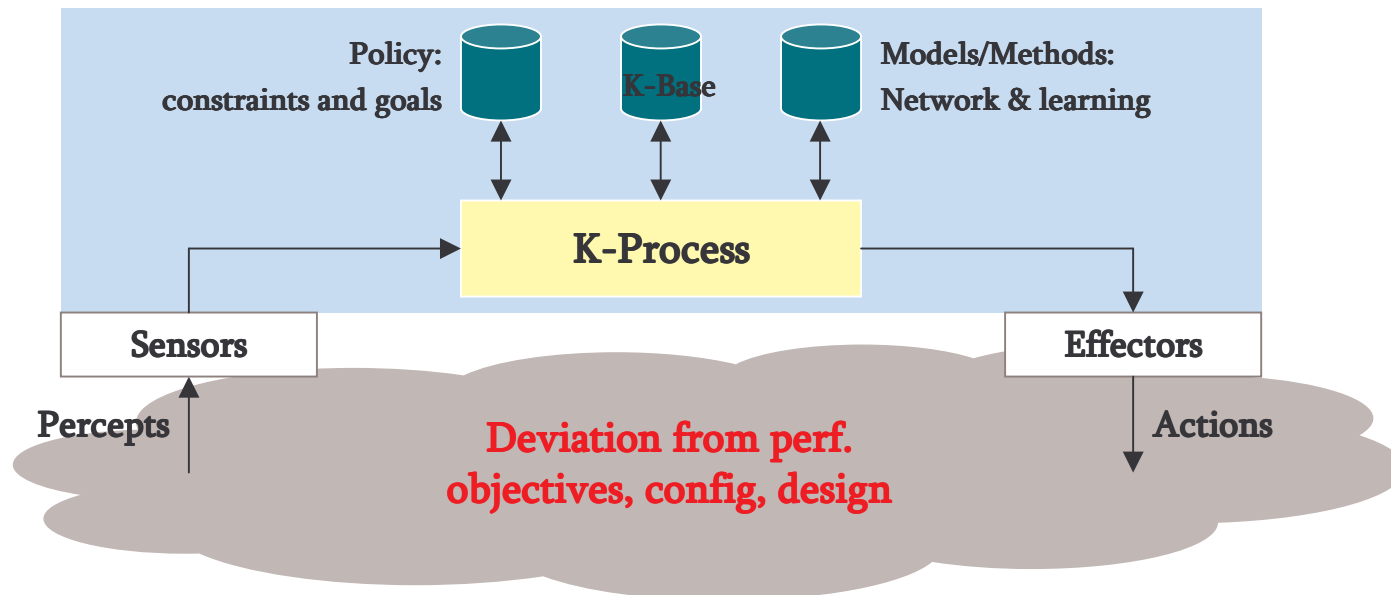 Policy:
constraints and goals
K-Base
Models/Methods:
Network & learning
K-Process
Sensors
Effectors
Percepts
Actions
Deviation from perf.
objectives, config, design